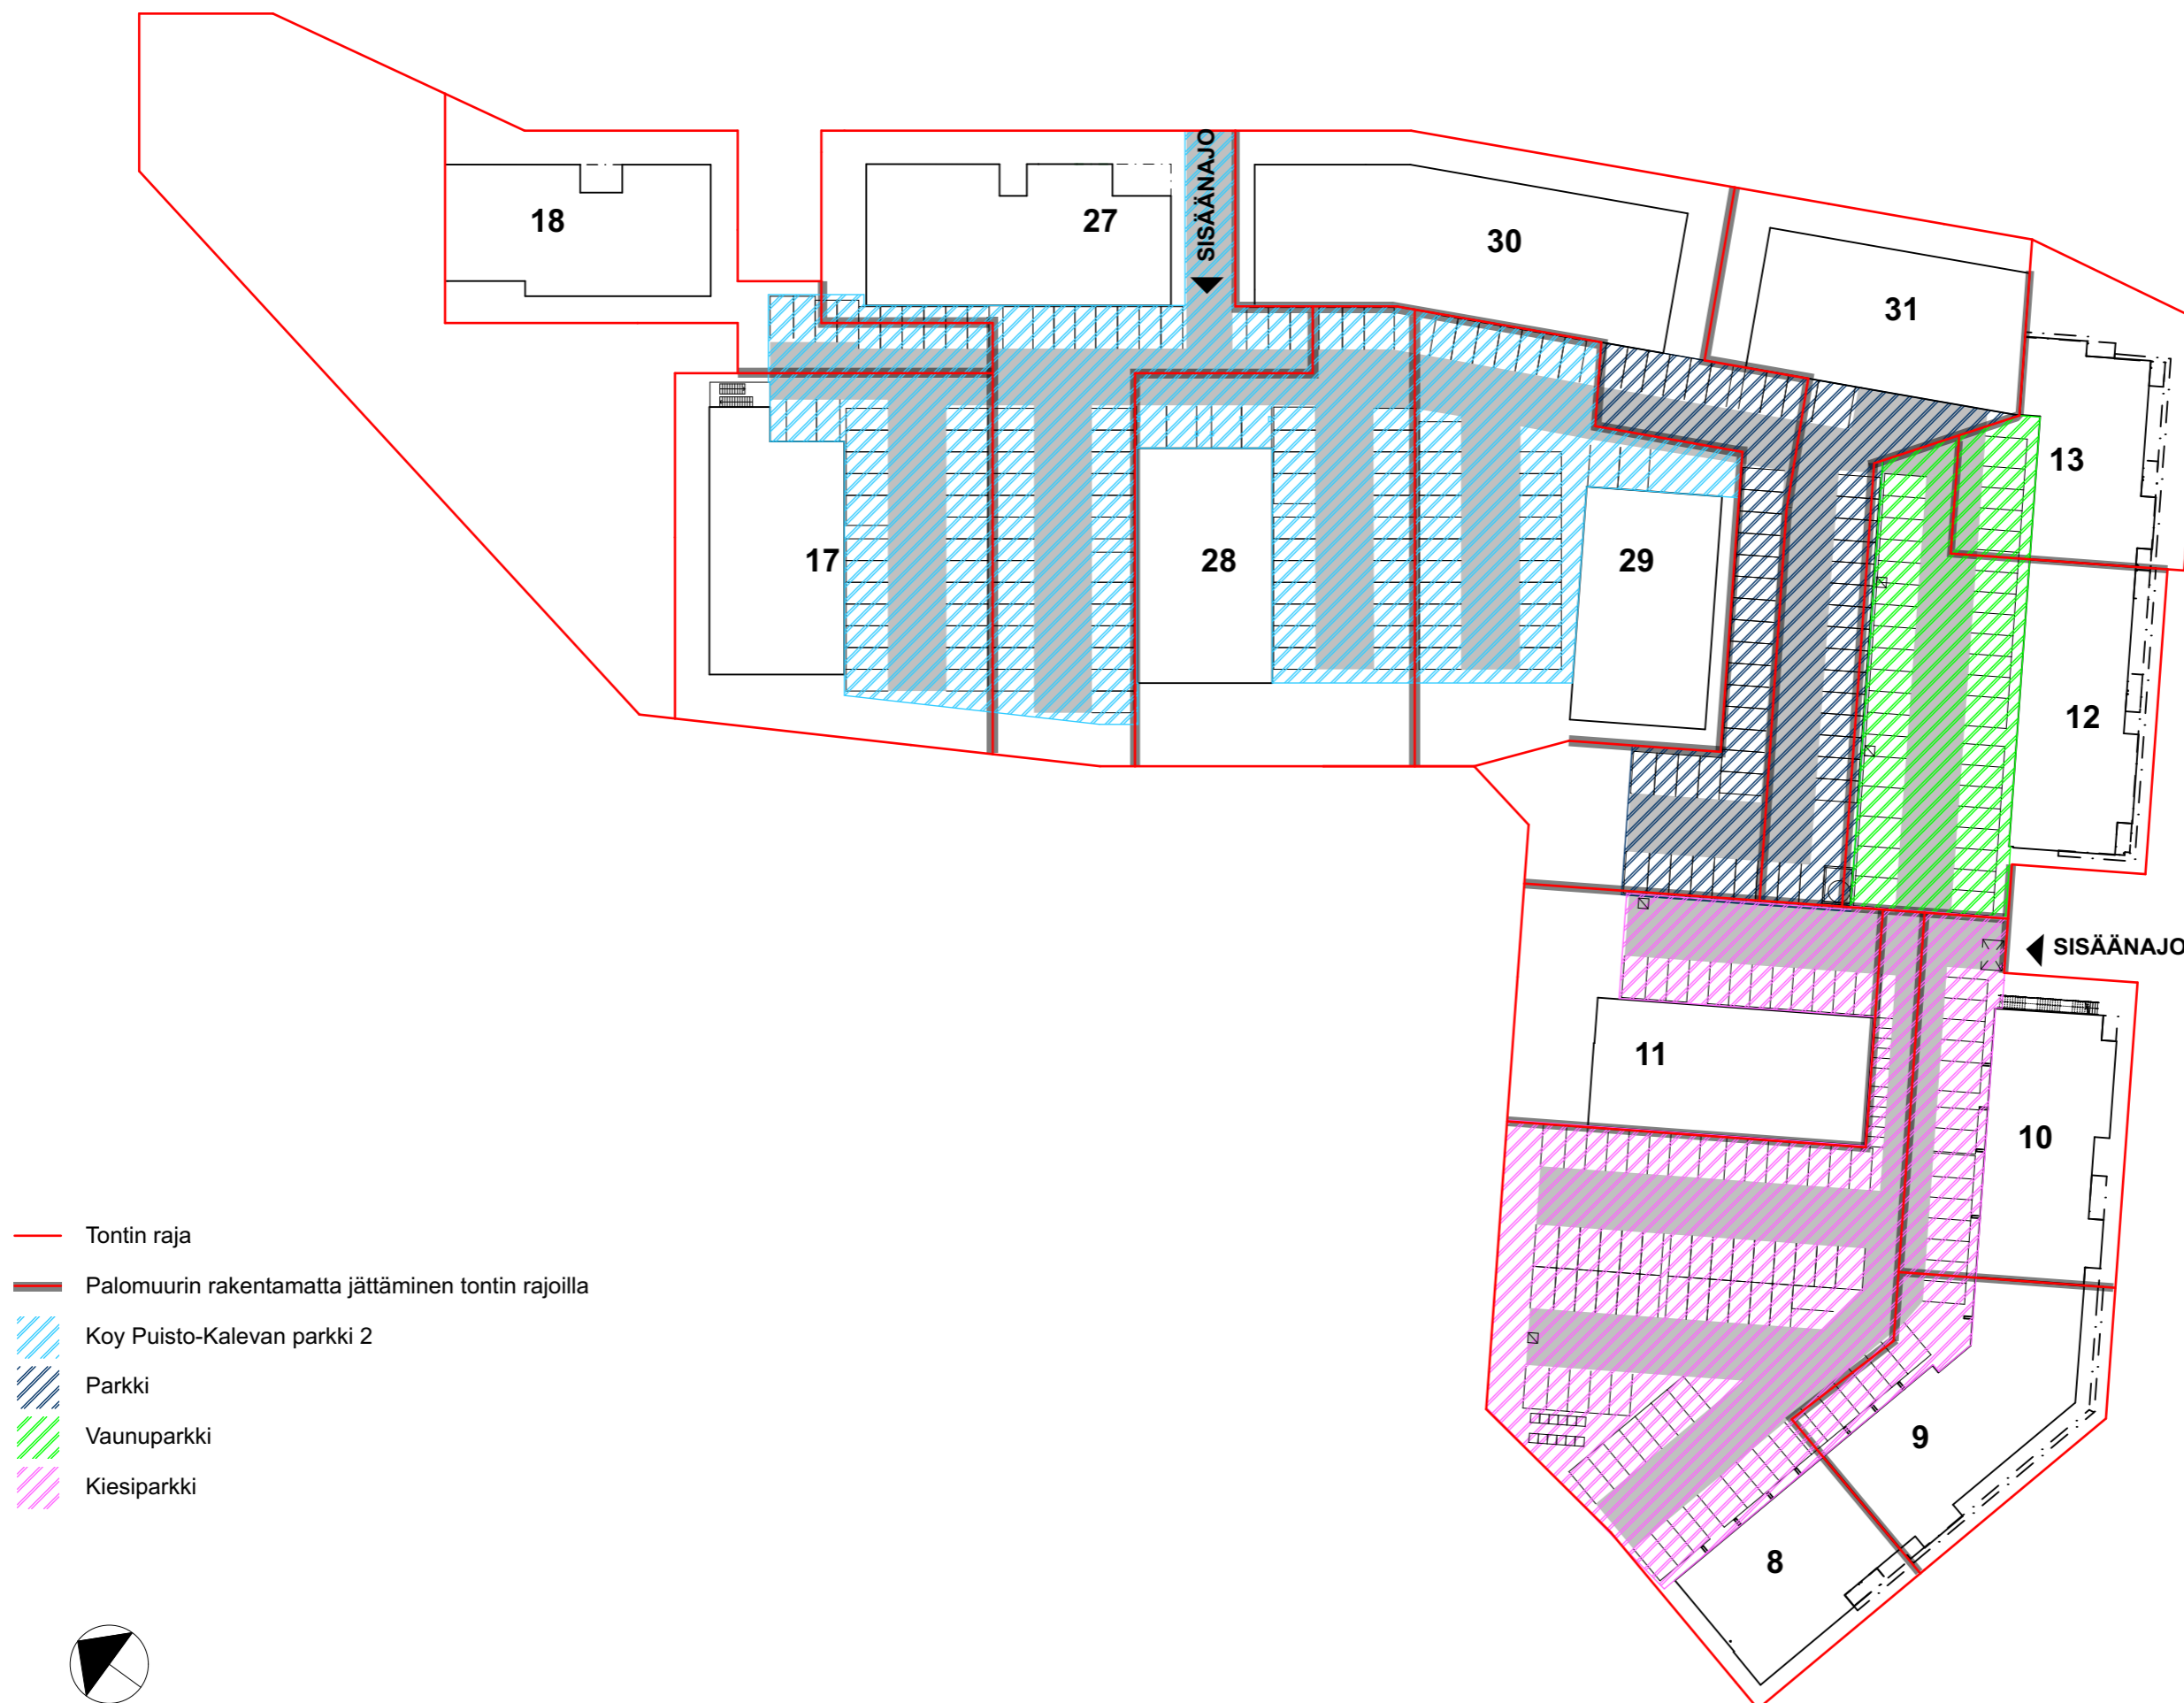 SISÄÄNAJO
18
27
30
31
13
17
28
29
12
SISÄÄNAJO
11
10
9
8
Tontin raja
Palomuurin rakentamatta jättäminen tontin rajoilla
Koy Puisto-Kalevan parkki 2
Parkki
Vaunuparkki
Kiesiparkki